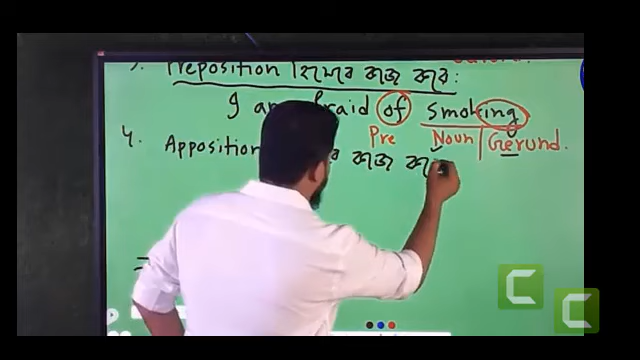 Preposition হিসেবে কাজ করে:
I am afraid of smoking
Pre Noun | Gerund.
4. Apposition কাজ